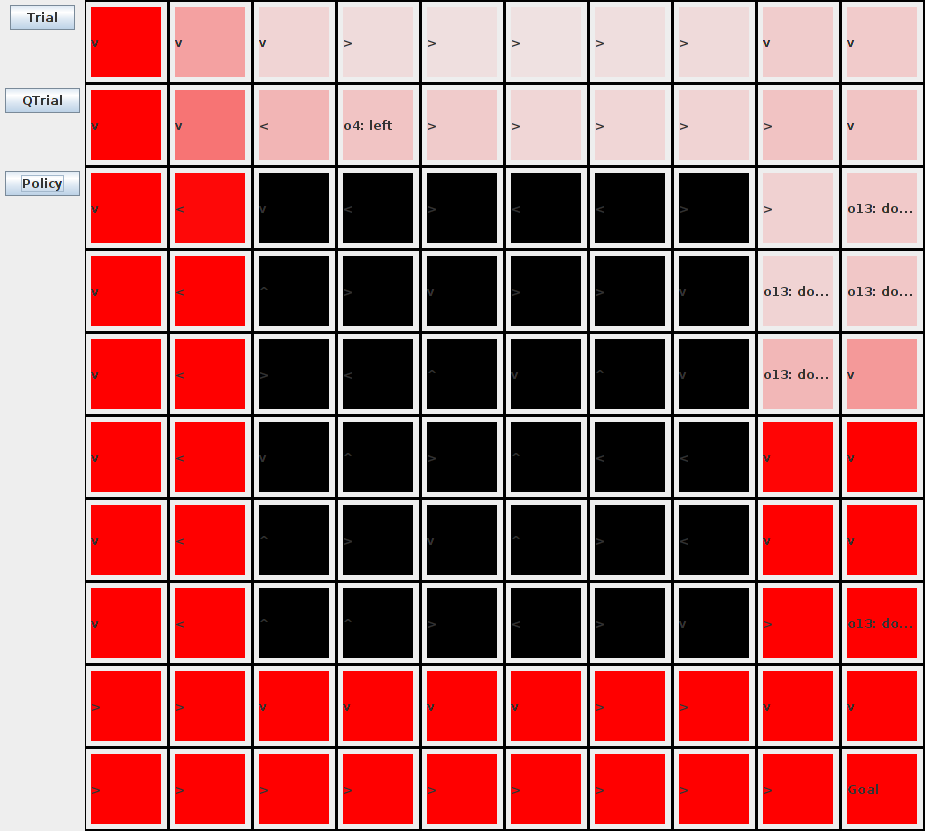 Trial v v v > > > > > v v
QTrial v v < o4: left > > > > > v
Policy v < v < > < < > > o13: do...
v < ^ > v > > v o13: do... o13: do...
v < > < ^ v ^ v o13: do... v
v < v ^ > ^ < < v v
v < ^ > v ^ > < v v
v < ^ ^ > < > v > o13: do...
> > v v v v > > v v
> > > > > > > > > Goal